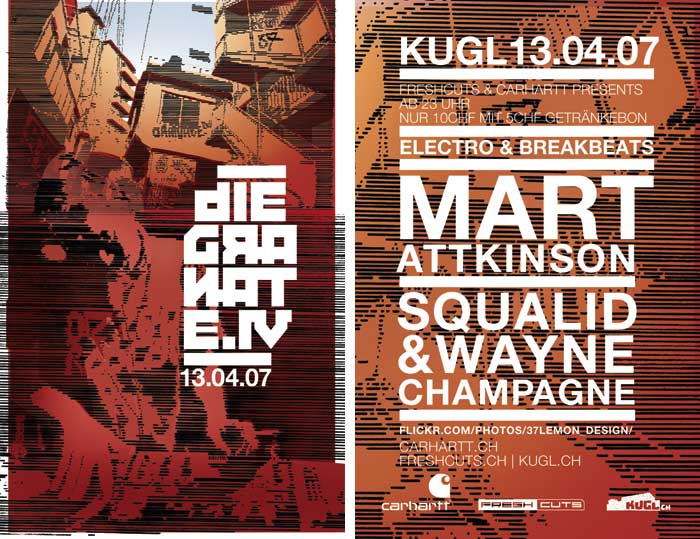 dIE
GRA
NAT
E.IV
13.04.07
KUGL13.04.07
FRESHCUTS & CARHARTT PRESENTS
AB 23 UHR
NUR 10CHF MIT 5CHF GETRÄNKEBON
ELECTRO & BREAKBEATS
MART
ATTKINSON
SQUALID
&WAYNE
CHAMPAGNE
FLICKR.COM/PHOTOS/37LEMON_DESIGN/
CARHARTT.CH
FRESHCUTS.CH | KUGL.CH
carhartt
FRESH CUTS
KUGL.CH